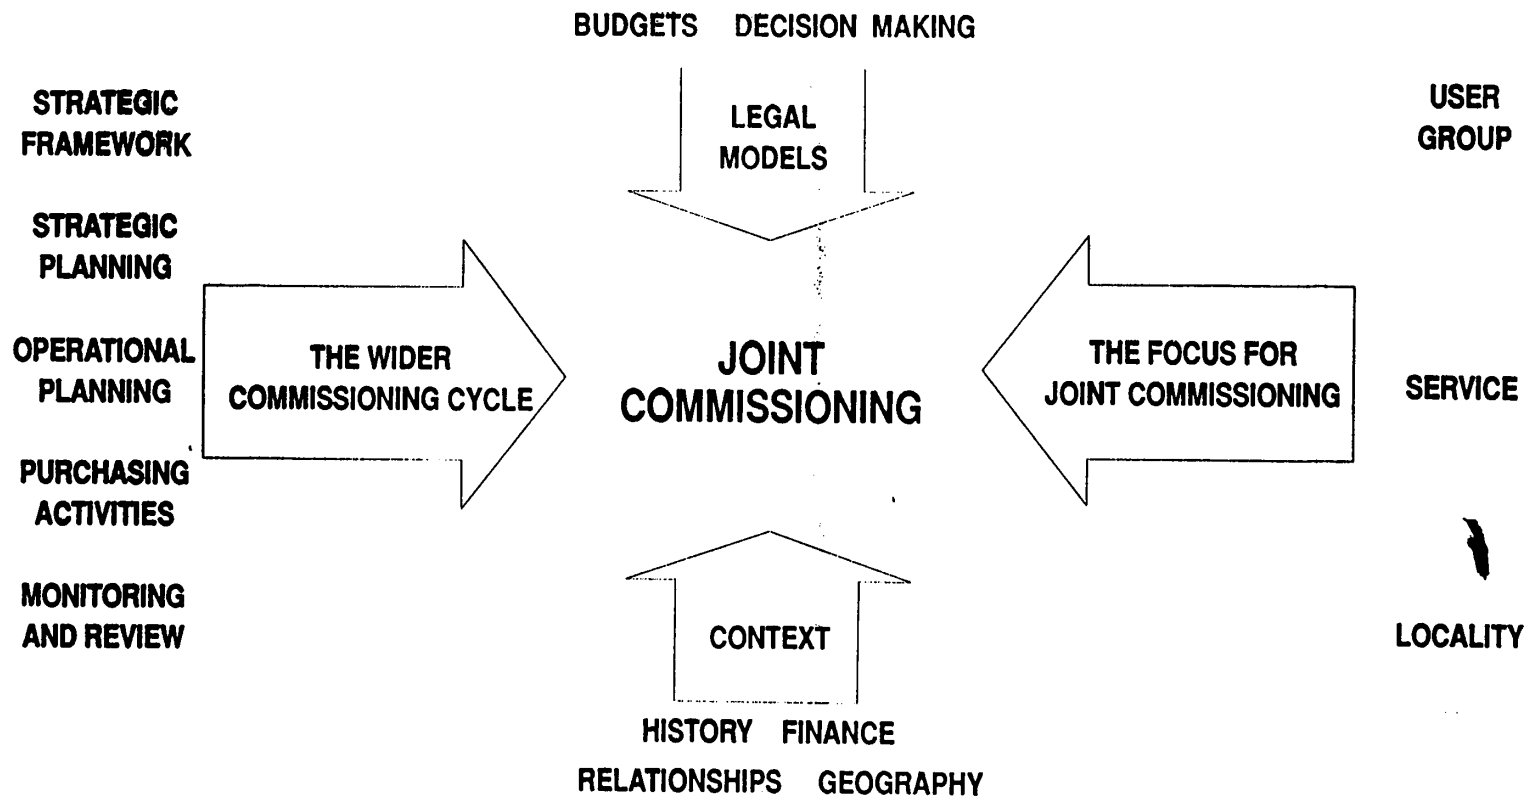 BUDGETS DECISION MAKING
LEGAL
MODELS
STRATEGIC
FRAMEWORK
STRATEGIC
PLANNING
OPERATIONAL
PLANNING
PURCHASING
ACTIVITIES
MONITORING
AND REVIEW
THE WIDER
COMMISSIONING CYCLE
JOINT
COMMISSIONING
THE FOCUS FOR
JOINT COMMISSIONING
USER
GROUP
SERVICE
LOCALITY
CONTEXT
HISTORY FINANCE
RELATIONSHIPS GEOGRAPHY